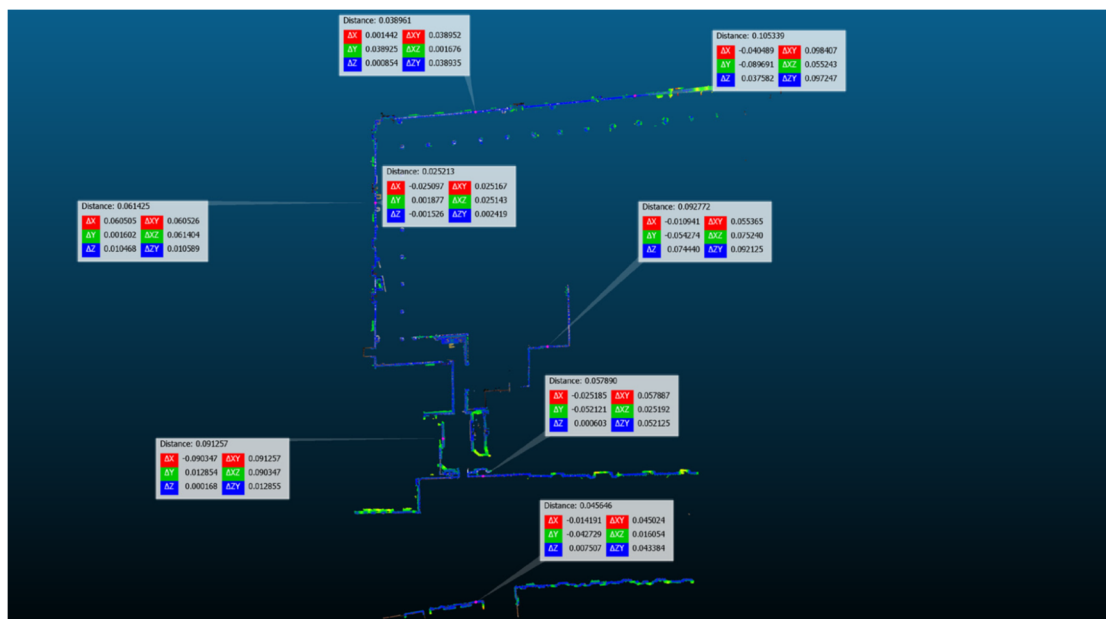 Distance: 0.038961
ΔX 0.001442 ΔXY 0.038952
ΔY 0.038925 ΔXZ 0.001676
ΔZ 0.000854 ΔZY 0.038935
Distance: 0.105339
ΔX -0.040489 ΔXY 0.098407
ΔY -0.089691 ΔXZ 0.055243
ΔZ 0.037582 ΔZY 0.097247
Distance: 0.025213
ΔX -0.025097 ΔXY 0.025167
ΔY 0.001877 ΔXZ 0.025143
ΔZ -0.001526 ΔZY 0.002419
Distance: 0.061425
ΔX 0.060505 ΔXY 0.060526
ΔY 0.001602 ΔXZ 0.061404
ΔZ 0.010468 ΔZY 0.010589
Distance: 0.092772
ΔX -0.010941 ΔXY 0.055365
ΔY -0.054274 ΔXZ 0.075240
ΔZ 0.074440 ΔZY 0.092125
Distance: 0.057890
ΔX -0.025185 ΔXY 0.057887
ΔY -0.052121 ΔXZ 0.025192
ΔZ 0.000603 ΔZY 0.052125
Distance: 0.091257
ΔX -0.090347 ΔXY 0.091257
ΔY 0.012854 ΔXZ 0.090347
ΔZ 0.000168 ΔZY 0.012855
Distance: 0.045646
ΔX -0.014191 ΔXY 0.045024
ΔY -0.042729 ΔXZ 0.016054
ΔZ 0.007507 ΔZY 0.043384